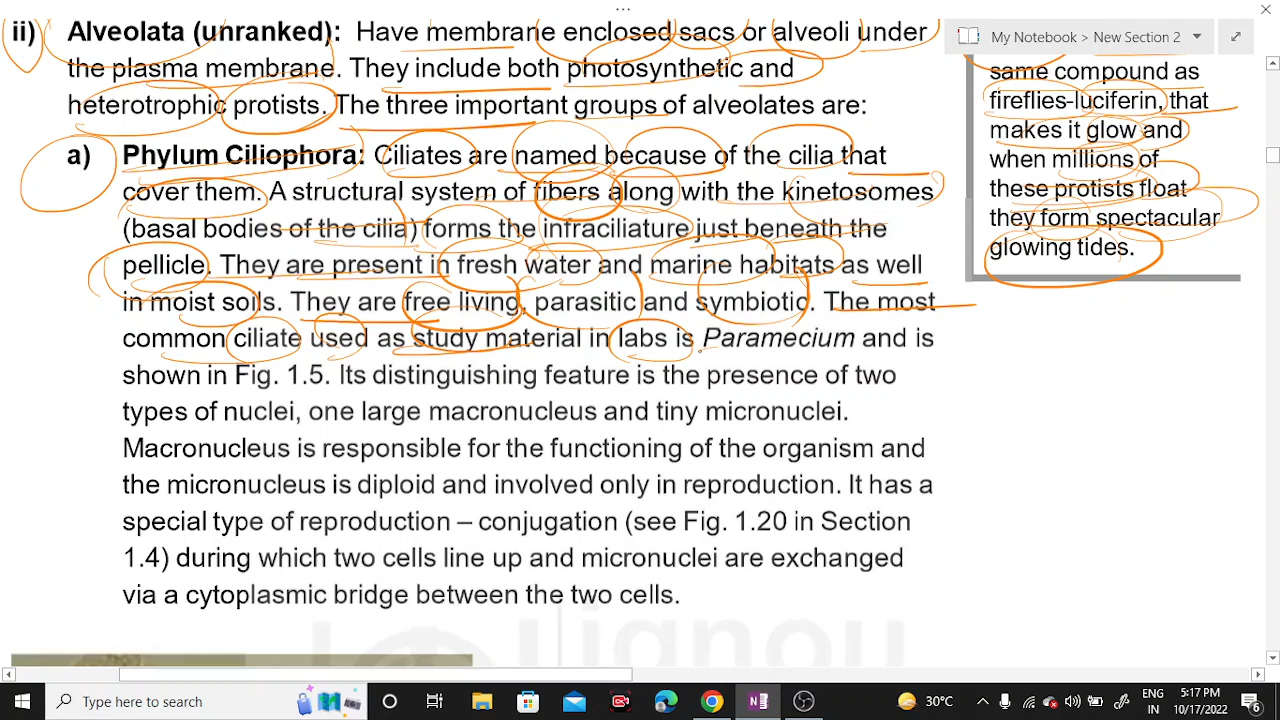 ...
ii) Alveolata (unranked): Have membrane enclosed sacs or alveoli under
the plasma membrane. They include both photosynthetic and
heterotrophic protists. The three important groups of alveolates are:
a) Phylum Ciliophora: Ciliates are named because of the cilia that
cover them. A structural system of fibers along with the kinetosomes
(basal bodies of the cilia) forms the infraciliature just beneath the
pellicle. They are present in fresh water and marine habitats as well
in moist soils. They are free living, parasitic and symbiotic. The most
common ciliate used as study material in labs is Paramecium and is
shown in Fig. 1.5. Its distinguishing feature is the presence of two
types of nuclei, one large macronucleus and tiny micronuclei.
Macronucleus is responsible for the functioning of the organism and
the micronucleus is diploid and involved only in reproduction. It has a
special type of reproduction – conjugation (see Fig. 1.20 in Section
1.4) during which two cells line up and micronuclei are exchanged
via a cytoplasmic bridge between the two cells.
My Notebook > New Section 2
same compound as
fireflies-luciferin, that
makes it glow and
when millions of
these protists float
they form spectacular
glowing tides.
ignou
Type here to search
30°C
ENG
IN
5:17 PM
10/17/2022
6